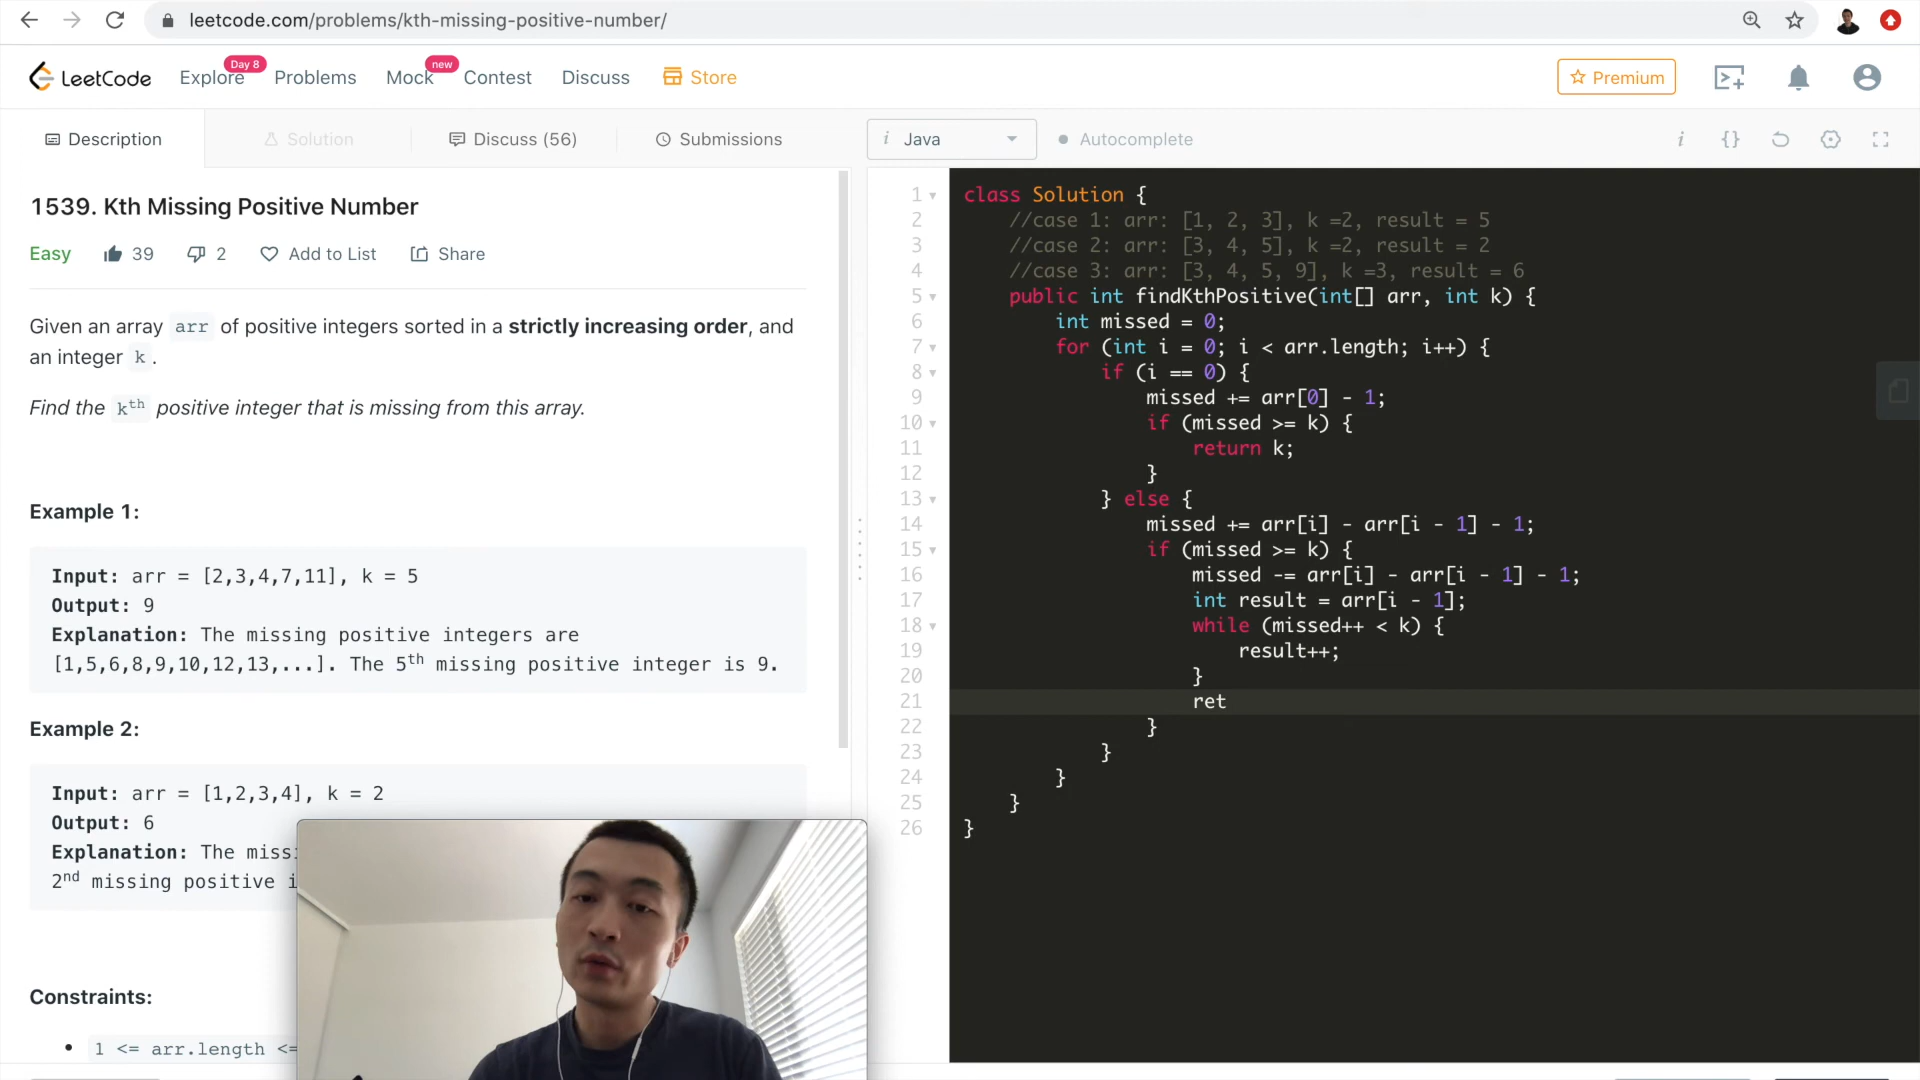 leetcode.com/problems/kth-missing-positive-number/
LeetCode Explore Day 8 Problems Mock new Contest Discuss Store Premium
Description Solution Discuss (56) Submissions i Java Autocomplete i {}
1539. Kth Missing Positive Number
Easy 39 2 Add to List Share
Given an array arr of positive integers sorted in a strictly increasing order, and
an integer k.
Find the kth positive integer that is missing from this array.
Example 1:
Input: arr = [2,3,4,7,11], k = 5
Output: 9
Explanation: The missing positive integers are
[1,5,6,8,9,10,12,13,...]. The 5th missing positive integer is 9.
Example 2:
Input: arr = [1,2,3,4], k = 2
Output: 6
Explanation: The
2nd missing positive
Constraints:
1 <= arr.length <=
1 class Solution {
2 //case 1: arr: [1, 2, 3], k =2, result = 5
3 //case 2: arr: [3, 4, 5], k =2, result = 2
4 //case 3: arr: [3, 4, 5, 9], k =3, result = 6
5 public int findKthPositive(int[] arr, int k) {
6 int missed = 0;
7 for (int i = 0; i < arr.length; i++) {
8 if (i == 0) {
9 missed += arr[0] - 1;
10 if (missed >= k) {
11 return k;
12 }
13 } else {
14 missed += arr[i] - arr[i - 1] - 1;
15 if (missed >= k) {
16 missed -= arr[i] - arr[i - 1] - 1;
17 int result = arr[i - 1];
18 while (missed++ < k) {
19 result++;
20 }
21 ret
22 }
23 }
24 }
25 }
26 }